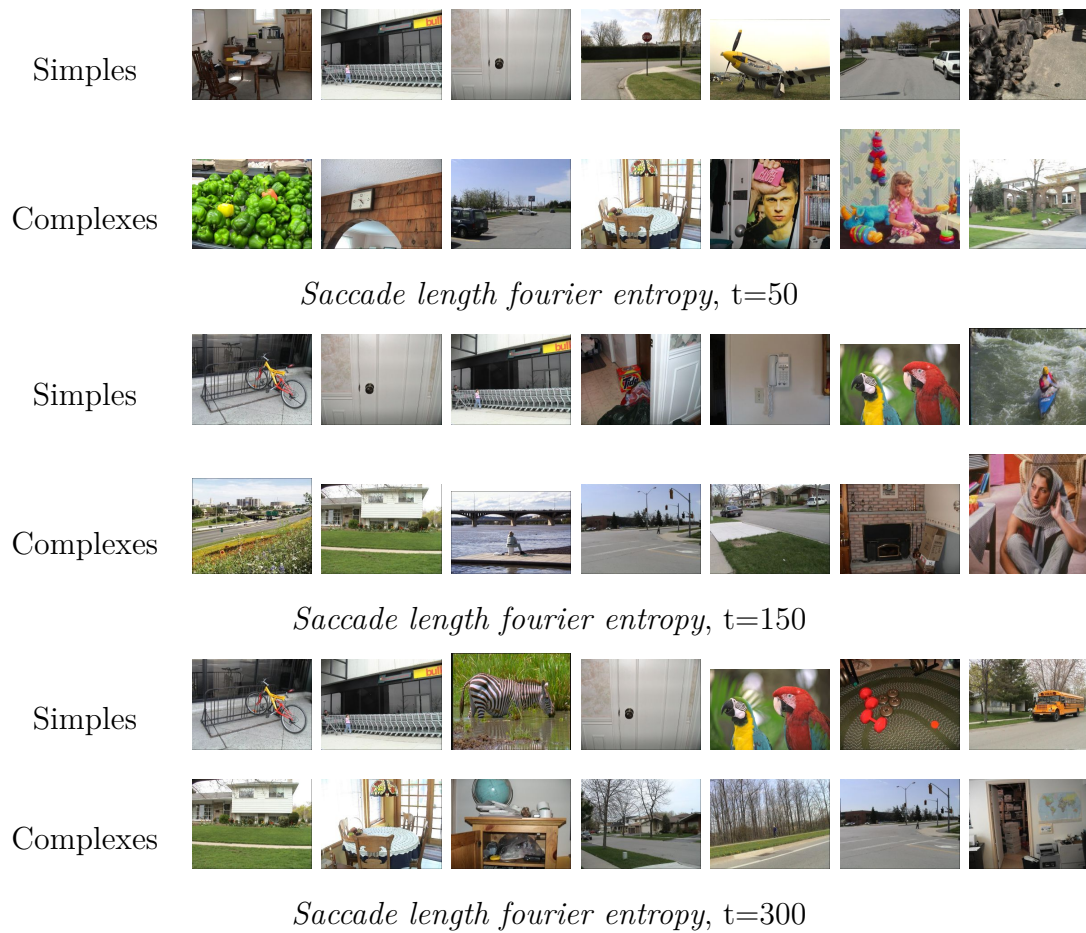 Simples
Complexes
Saccade length fourier entropy, t=50
Simples
Complexes
Saccade length fourier entropy, t=150
Simples
Complexes
Saccade length fourier entropy, t=300